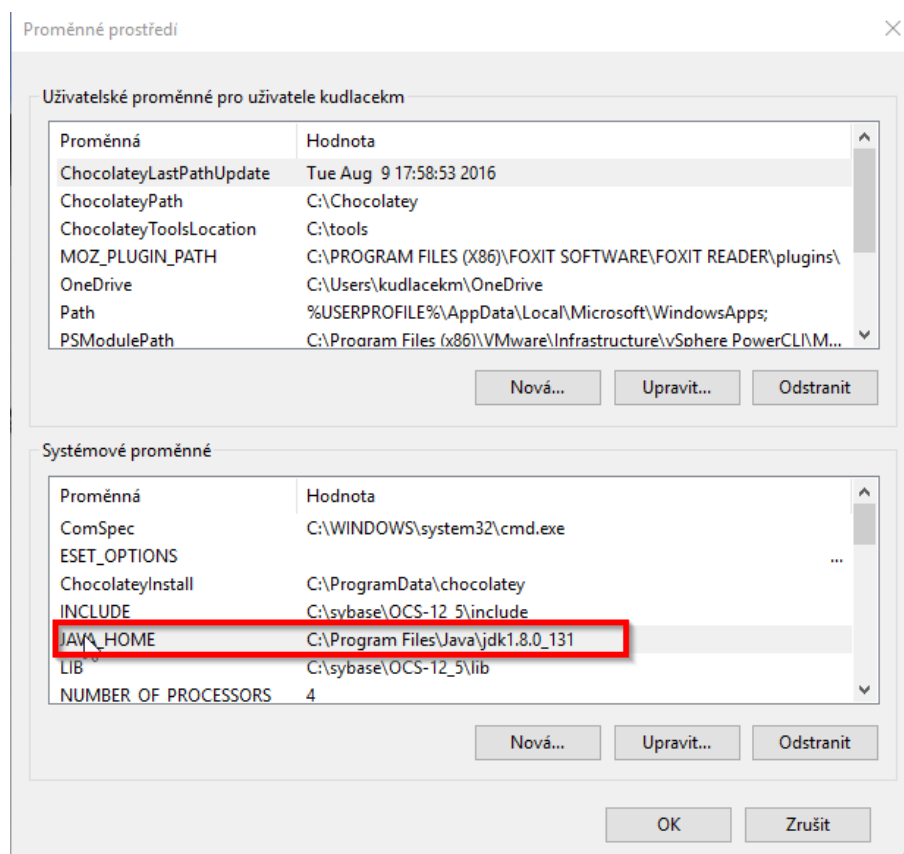 Proměnné prostředí
Uživatelské proměnné pro uživatele kudlacekm
Proměnná Hodnota
ChocolateyLastPathUpdate Tue Aug 9 17:58:53 2016
ChocolateyPath C:\Chocolatey
ChocolateyToolsLocation C:\tools
MOZ_PLUGIN_PATH C:\PROGRAM FILES (X86)\FOXIT SOFTWARE\FOXIT READER\plugins\
OneDrive C:\Users\kudlacekm\OneDrive
Path %USERPROFILE%\AppData\Local\Microsoft\WindowsApps;
PSModulePath C:\Program Files (x86)\VMware\Infrastructure\vSphere PowerCLI\M...
Nová... Upravit... Odstranit
Systémové proměnné
Proměnná Hodnota
ComSpec C:\WINDOWS\system32\cmd.exe
ESET_OPTIONS ...
ChocolateyInstall C:\ProgramData\chocolatey
INCLUDE C:\sybase\OCS-12_5\include
JAVA_HOME C:\Program Files\Java\jdk1.8.0_131
LIB C:\sybase\OCS-12_5\lib
NUMBER_OF_PROCESSORS 4
Nová... Upravit... Odstranit
OK Zrušit